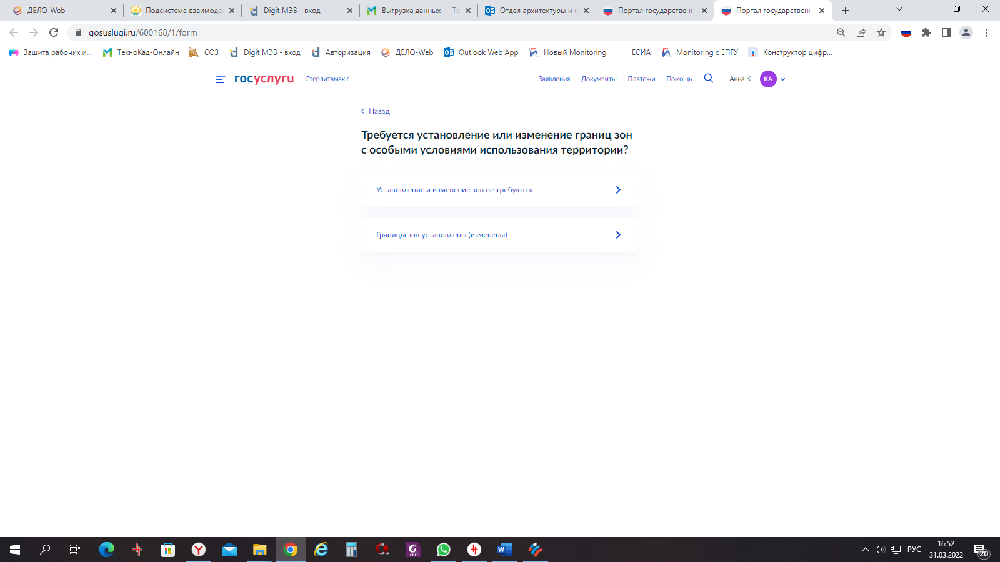 ДЕЛО-Web
Подсистема взаимоде
Digit МЭВ - вход
Выгрузка данных — Те
Отдел архитектуры и г
Портал государственн
Портал государственн
gosuslugi.ru/600168/1/form
Защита рабочих и...
ТехноКад-Онлайн
СОЗ
Digit МЭВ - вход
Авторизация
ДЕЛО-Web
Outlook Web App
Новый Monitoring
ЕСИА
Monitoring с ЕПГУ
Конструктор цифр...
госуслуги
Стерлитамак г
Заявления
Документы
Платежи
Помощь
Анна К.
КА
Назад
Требуется установление или изменение границ зон
с особыми условиями использования территории?
Установление и изменение зон не требуются
Границы зон установлены (изменены)
РУС
16:52
31.03.2022
20